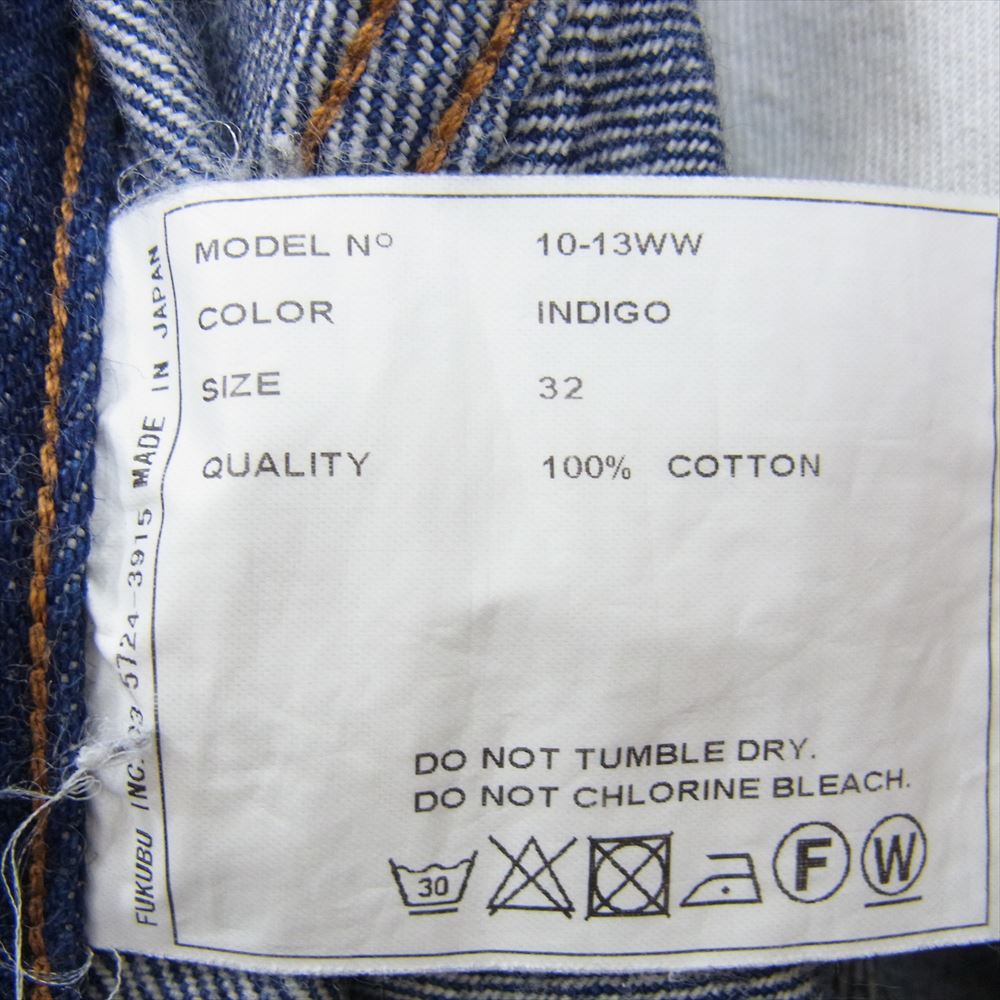 MODEL Nº 10-13WW
COLOR INDIGO
SIZE 32
QUALITY 100% COTTON
DO NOT TUMBLE DRY.
DO NOT CHLORINE BLEACH.
30 F W
FUKUBU INC. 03 5724-3915 MADE IN JAPAN